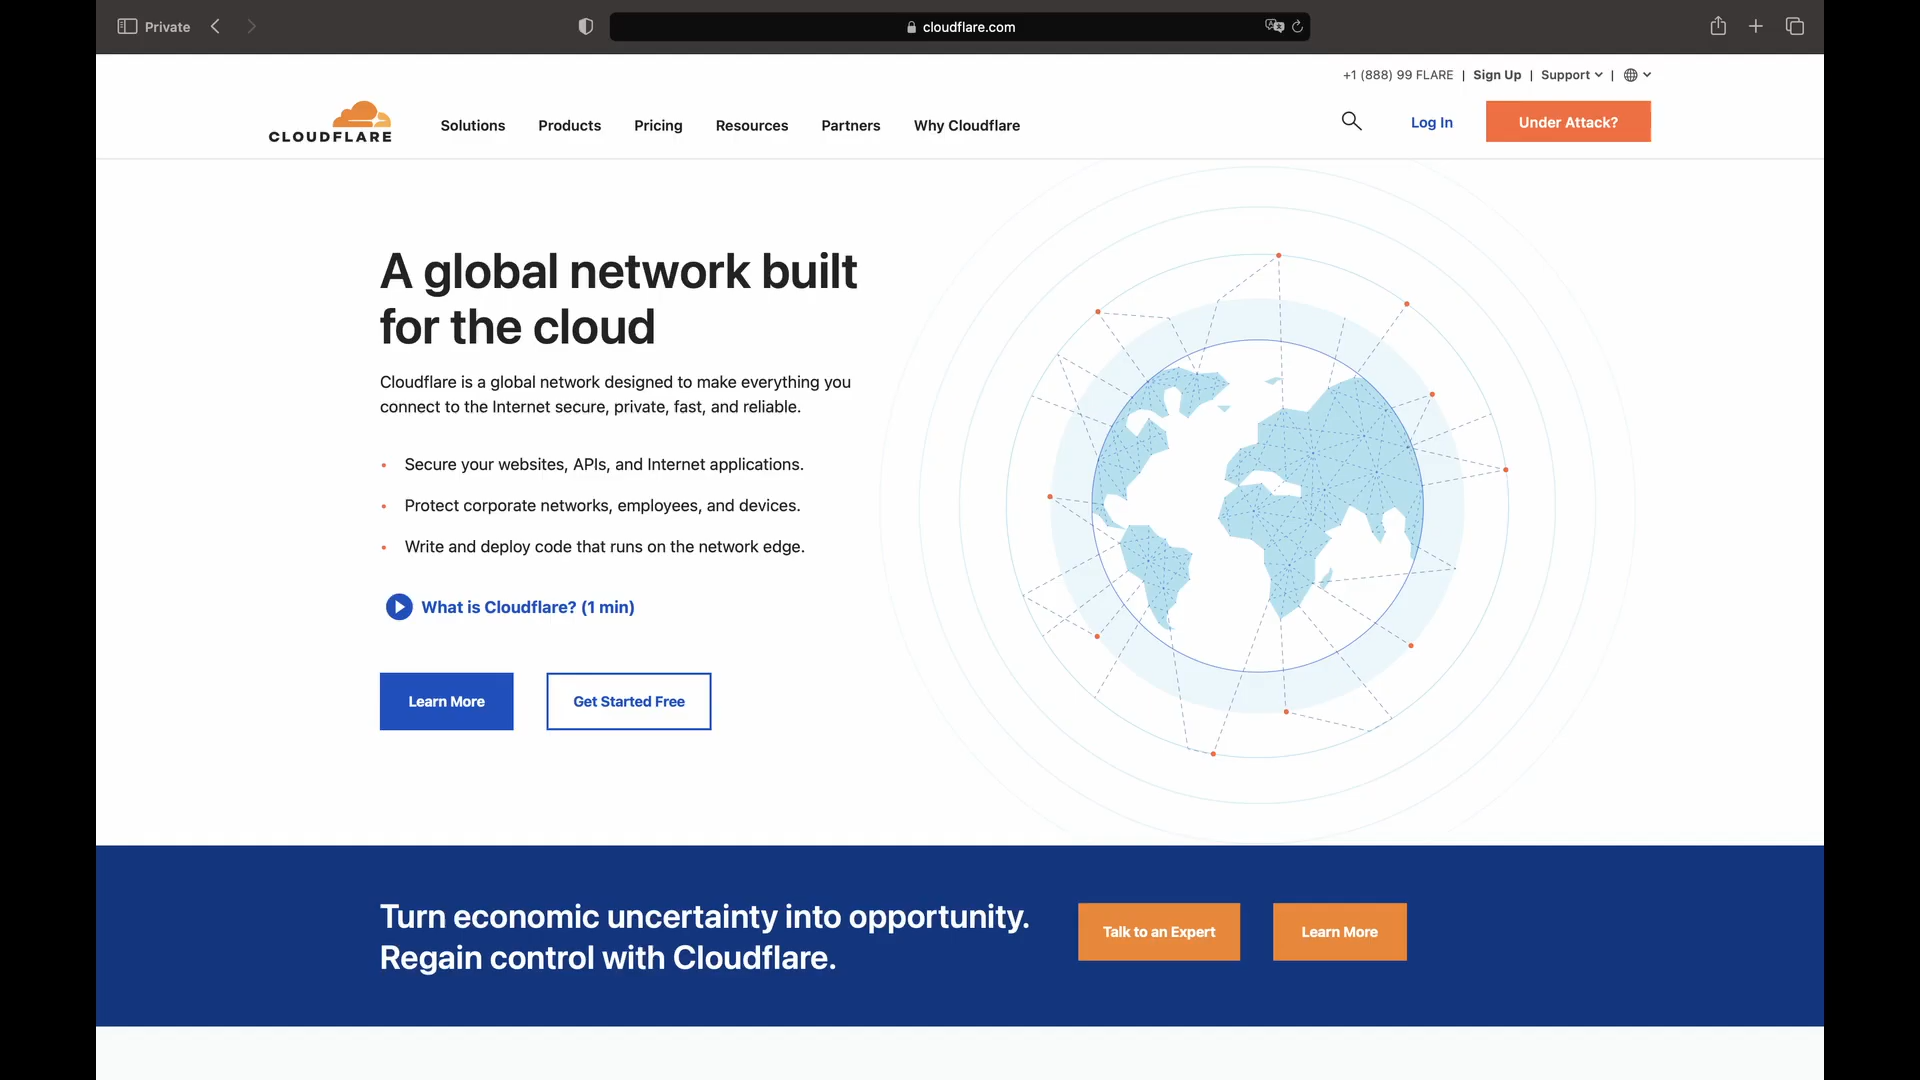 Private
cloudflare.com
+1 (888) 99 FLARE | Sign Up | Support |
CLOUDFLARE
Solutions
Products
Pricing
Resources
Partners
Why Cloudflare
Log In
Under Attack?
A global network built
for the cloud
Cloudflare is a global network designed to make everything you
connect to the Internet secure, private, fast, and reliable.
• Secure your websites, APIs, and Internet applications.
• Protect corporate networks, employees, and devices.
• Write and deploy code that runs on the network edge.
What is Cloudflare? (1 min)
Learn More
Get Started Free
Turn economic uncertainty into opportunity.
Regain control with Cloudflare.
Talk to an Expert
Learn More